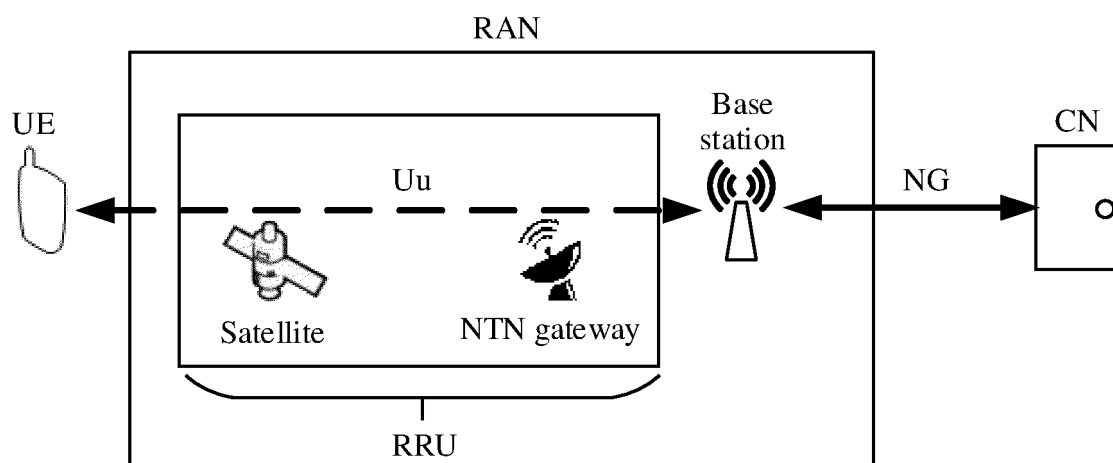 RAN
UE
Base
station
CN
Uu
NG
Satellite
NTN gateway
RRU